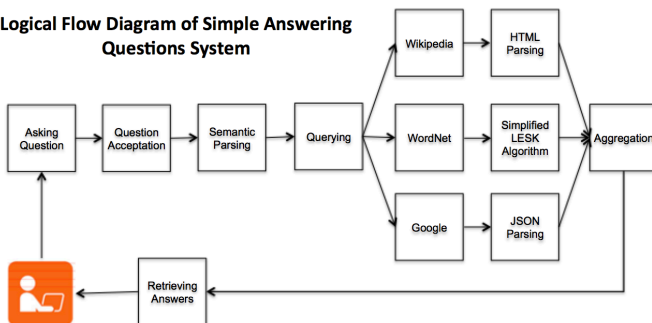 Logical Flow Diagram of Simple Answering
Questions System
Wikipedia
HTML
Parsing
Asking
Question
Question
Acceptation
Semantic
Parsing
Querying
WordNet
Simplified
LESK
Algorithm
Aggregation
Google
JSON
Parsing
Retrieving
Answers